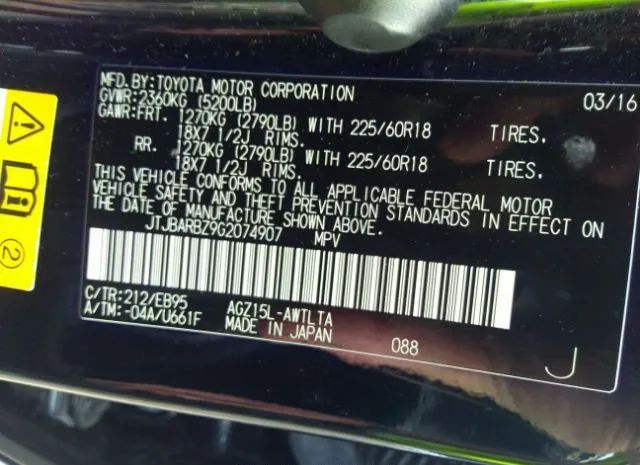 MFD. BY: TOYOTA MOTOR CORPORATION 03/16
GVWR: 2360KG (5200LB)
GAWR: FRT. 1270KG (2790LB) WITH 225/60R18 TIRES,
18X7 1/2J RIMS.
RR. 1270KG (2790LB) WITH 225/60R18 TIRES,
18X7 1/2J RIMS.
THIS VEHICLE CONFORMS TO ALL APPLICABLE FEDERAL MOTOR
VEHICLE SAFETY AND THEFT PREVENTION STANDARDS IN EFFECT ON
THE DATE OF MANUFACTURE SHOWN ABOVE.
JTJBARBZ9G2074907 MPV
C/TR: 212/EB95 AGZ15L-AWTLTA
A/TM: -04A/U661F MADE IN JAPAN 088 J
2